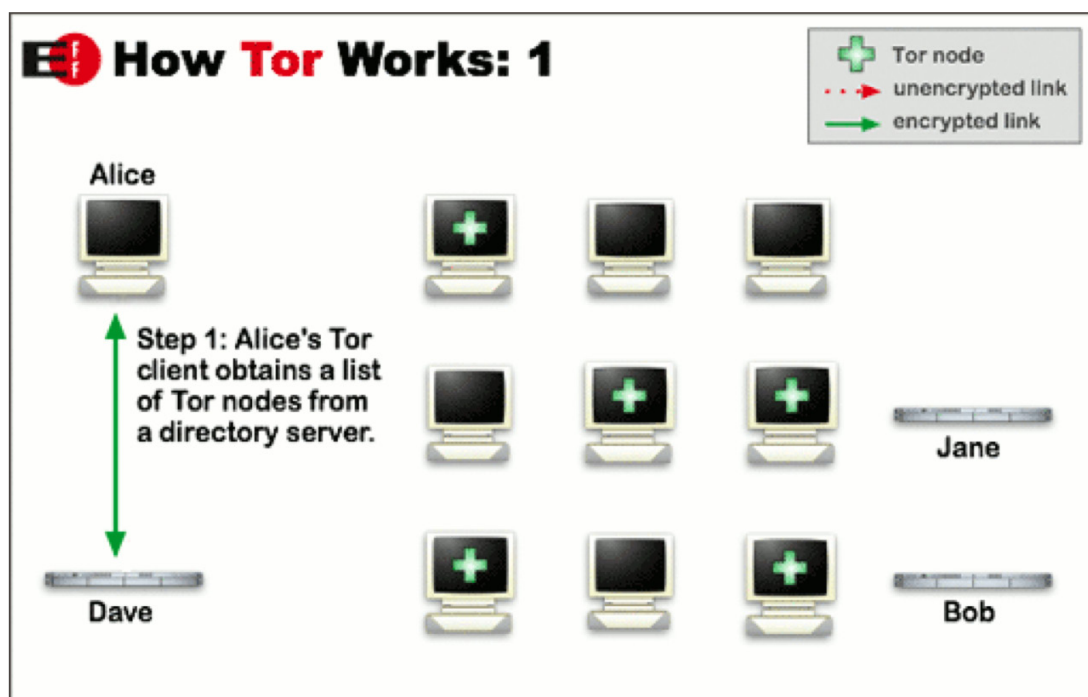 EFF How Tor Works: 1
Tor node
unencrypted link
encrypted link
Alice
Step 1: Alice's Tor
client obtains a list
of Tor nodes from
a directory server.
Jane
Dave
Bob